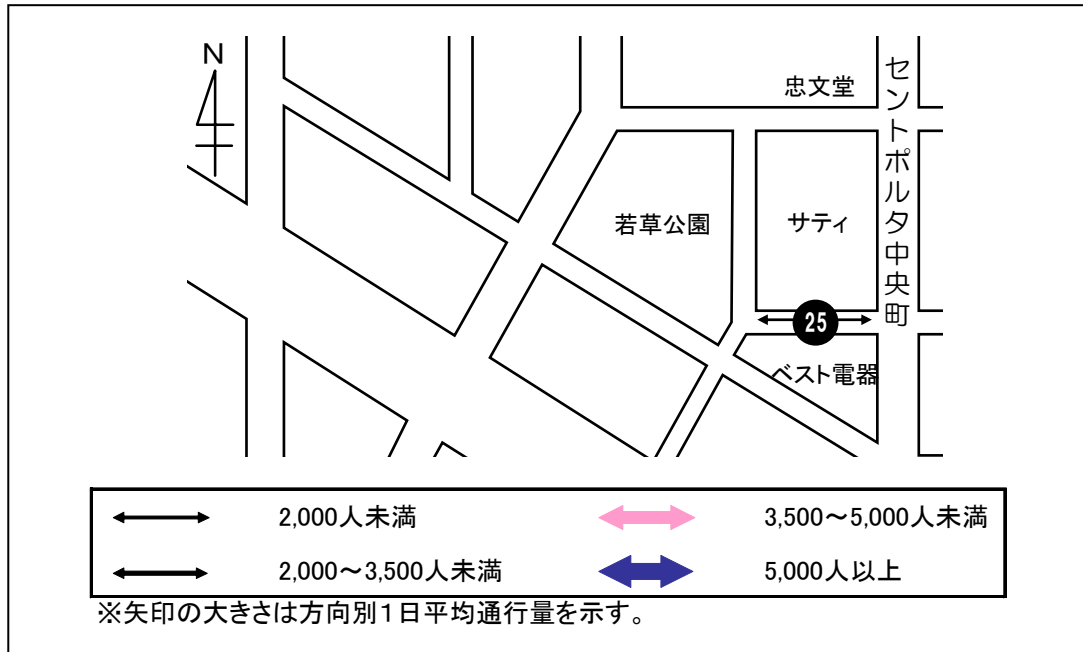 N
忠文堂
セントポルタ中央町
若草公園
サティ
25
ベスト電器
2,000人未満
3,500～5,000人未満
2,000～3,500人未満
5,000人以上
※矢印の大きさは方向別1日平均通行量を示す。